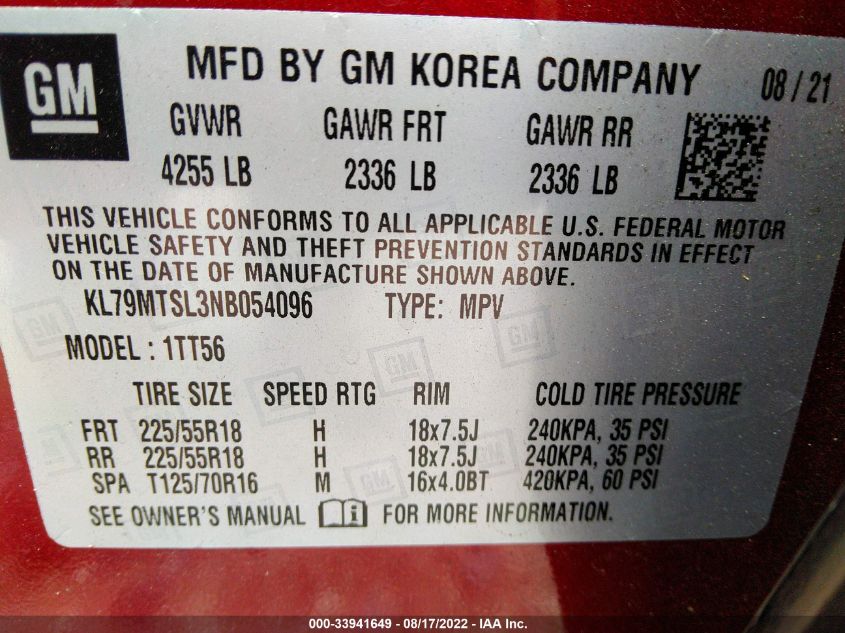 GM
MFD BY GM KOREA COMPANY 08/21
GVWR GAWR FRT GAWR RR
4255 LB 2336 LB 2336 LB
THIS VEHICLE CONFORMS TO ALL APPLICABLE U.S. FEDERAL MOTOR
VEHICLE SAFETY AND THEFT PREVENTION STANDARDS IN EFFECT
ON THE DATE OF MANUFACTURE SHOWN ABOVE.
KL79MTSL3NB054096 TYPE: MPV
MODEL : 1TT56
TIRE SIZE SPEED RTG RIM COLD TIRE PRESSURE
FRT 225/55R18 H 18x7.5J 240KPA, 35 PSI
RR 225/55R18 H 18x7.5J 240KPA, 35 PSI
SPA T125/70R16 M 16x4.0BT 420KPA, 60 PSI
SEE OWNER'S MANUAL i FOR MORE INFORMATION.
000-33941649 - 08/17/2022 - IAA Inc.